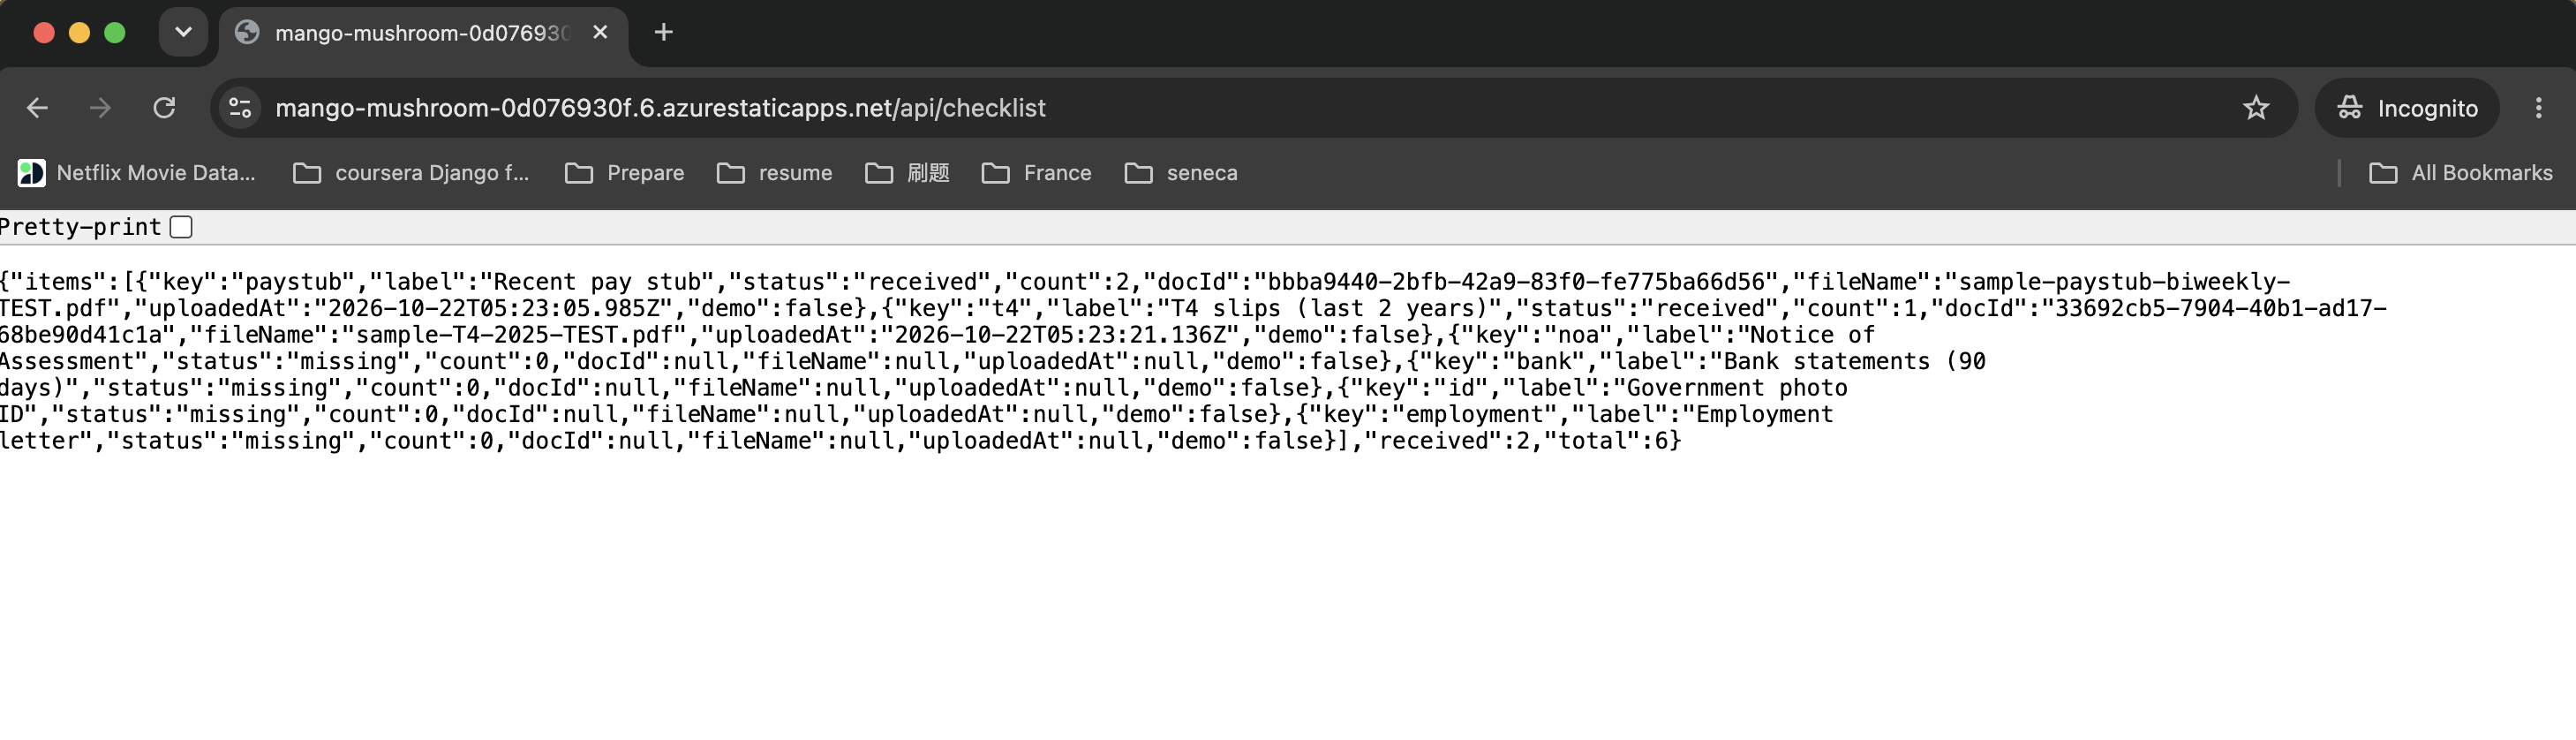 mango-mushroom-0d076930
mango-mushroom-0d076930f.6.azurestaticapps.net/api/checklist
Incognito
Netflix Movie Data...
coursera Django f...
Prepare
resume
刷题
France
seneca
All Bookmarks
Pretty-print
{"items":[{"key":"paystub","label":"Recent pay stub","status":"received","count":2,"docId":"bbba9440-2bfb-42a9-83f0-fe775ba66d56","fileName":"sample-paystub-biweekly-
TEST.pdf","uploadedAt":"2026-10-22T05:23:05.985Z","demo":false},{"key":"t4","label":"T4 slips (last 2 years)","status":"received","count":1,"docId":"33692cb5-7904-40b1-ad17-
68be90d41c1a","fileName":"sample-T4-2025-TEST.pdf","uploadedAt":"2026-10-22T05:23:21.136Z","demo":false},{"key":"noa","label":"Notice of
Assessment","status":"missing","count":0,"docId":null,"fileName":null,"uploadedAt":null,"demo":false},{"key":"bank","label":"Bank statements (90
days)","status":"missing","count":0,"docId":null,"fileName":null,"uploadedAt":null,"demo":false},{"key":"id","label":"Government photo
ID","status":"missing","count":0,"docId":null,"fileName":null,"uploadedAt":null,"demo":false},{"key":"employment","label":"Employment
letter","status":"missing","count":0,"docId":null,"fileName":null,"uploadedAt":null,"demo":false}],"received":2,"total":6}